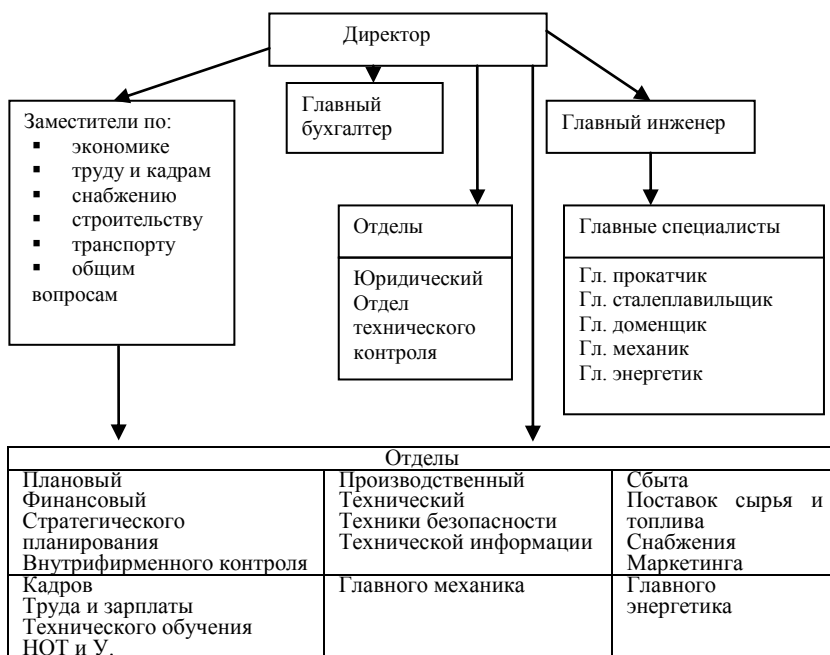 Директор
Заместители по:
▪ экономике
▪ труду и кадрам
▪ снабжению
▪ строительству
▪ транспорту
▪ общим
вопросам
Главный
бухгалтер
Главный инженер
Отделы
Юридический
Отдел
технического
контроля
Главные специалисты
Гл. прокатчик
Гл. сталеплавильщик
Гл. доменщик
Гл. механик
Гл. энергетик
Отделы
Плановый
Финансовый
Стратегического
планирования
Внутрифирменного контроля
Производственный
Технический
Техники безопасности
Технической информации
Сбыта
Поставок сырья и
топлива
Снабжения
Маркетинга
Кадров
Труда и зарплаты
Технического обучения
НОТ и У.
Главного механика
Главного
энергетика